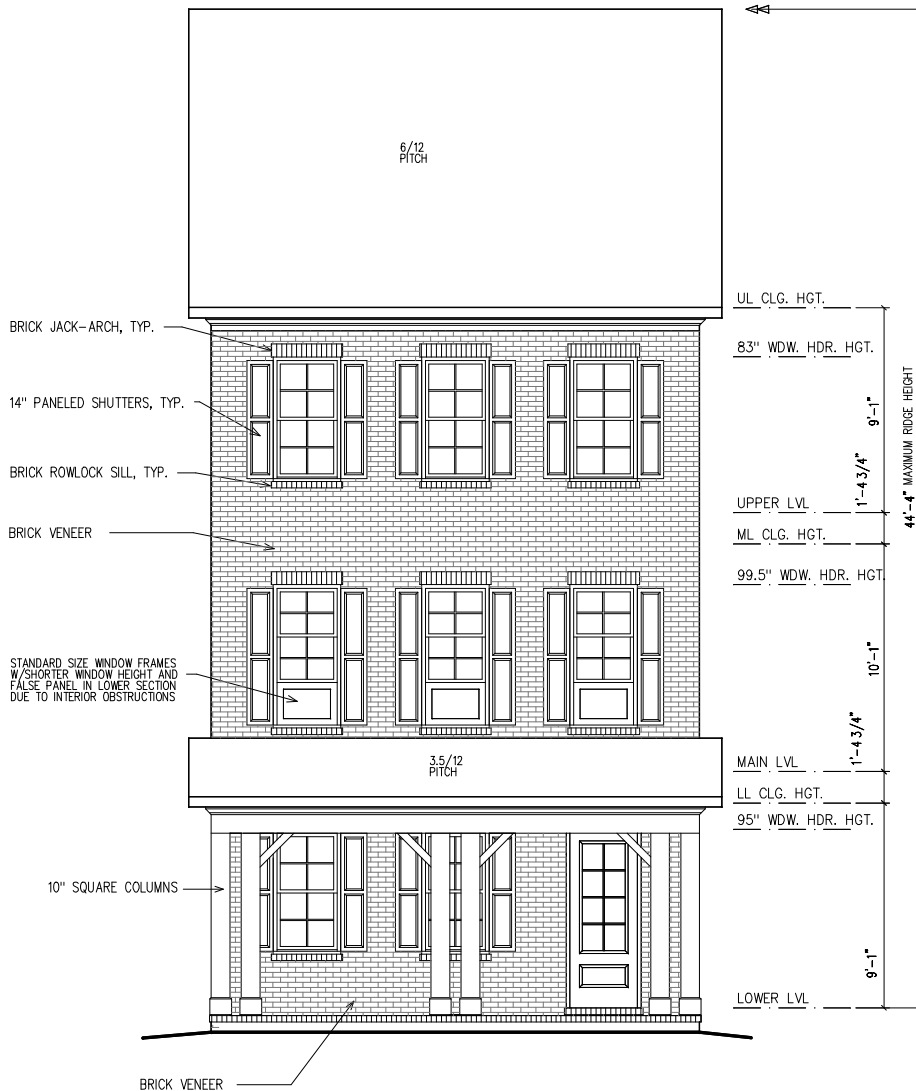 6/12
PITCH
UL CLG. HGT.
BRICK JACK-ARCH, TYP.
83" WDW. HDR. HGT.
14" PANELED SHUTTERS, TYP.
9'-1"
44'-4" MAXIMUM RIDGE HEIGHT
BRICK ROWLOCK SILL, TYP.
1'-4 3/4"
UPPER LVL
BRICK VENEER
ML CLG. HGT.
99.5" WDW. HDR. HGT.
STANDARD SIZE WINDOW FRAMES
W/SHORTER WINDOW HEIGHT AND
FALSE PANEL IN LOWER SECTION
DUE TO INTERIOR OBSTRUCTIONS
10'-1"
1'-4 3/4"
3.5/12
PITCH
MAIN LVL
LL CLG. HGT.
95" WDW. HDR. HGT.
10" SQUARE COLUMNS
9'-1"
LOWER LVL
BRICK VENEER